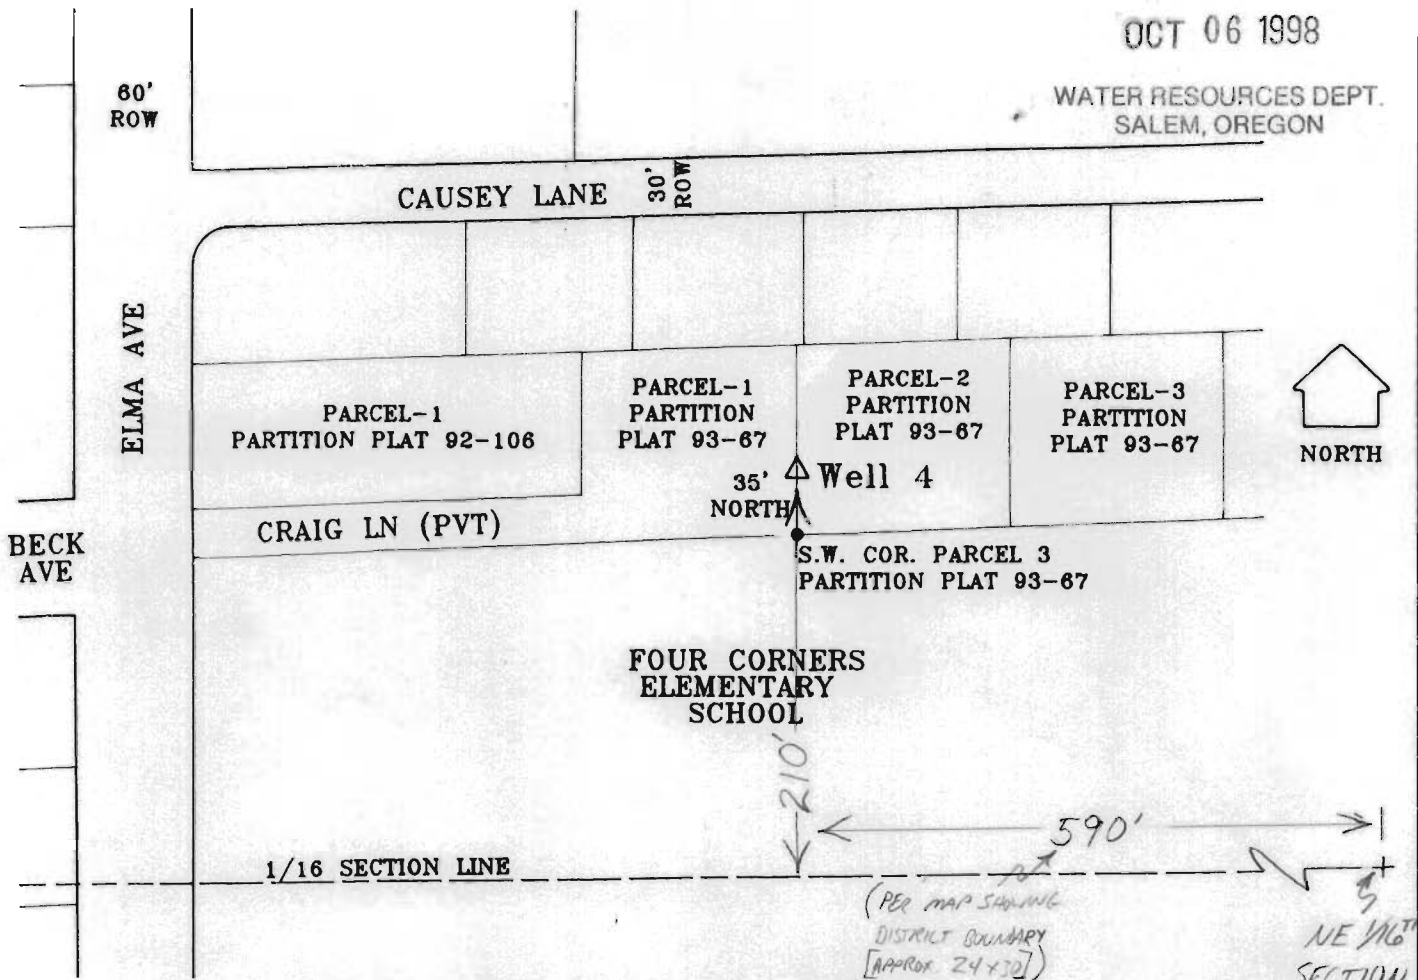 OCT 06 1998
WATER RESOURCES DEPT.
SALEM, OREGON
60'
ROW
CAUSEY LANE
30'
ROW
ELMA AVE
PARCEL-1
PARTITION PLAT 92-106
PARCEL-1
PARTITION
PLAT 93-67
PARCEL-2
PARTITION
PLAT 93-67
PARCEL-3
PARTITION
PLAT 93-67
NORTH
35'
NORTH
Well 4
CRAIG LN (PVT)
BECK
AVE
S.W. COR. PARCEL 3
PARTITION PLAT 93-67
FOUR CORNERS
ELEMENTARY
SCHOOL
210'
590'
1/16 SECTION LINE
(PER MAP SHOWING
DISTRICT BOUNDARY
[APPROX. 24x30])
NE 1/16TH
SECTION